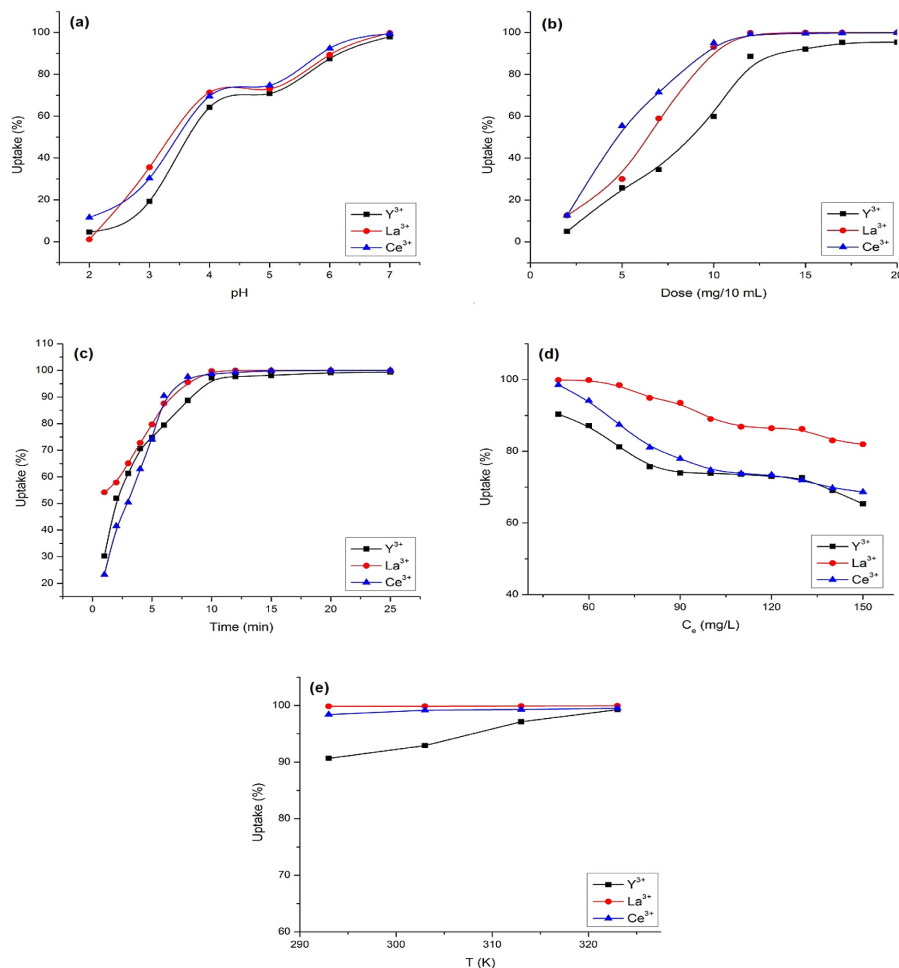 (a)
100
80
60
40
20
0
Uptake (%)
Y³⁺
La³⁺
Ce³⁺
2 3 4 5 6 7
pH
(b)
100
80
60
40
20
0
Uptake (%)
Y³⁺
La³⁺
Ce³⁺
0 5 10 15 20
Dose (mg/10 mL)
(c)
110
100
90
80
70
60
50
40
30
20
Uptake (%)
Y³⁺
La³⁺
Ce³⁺
0 5 10 15 20 25
Time (min)
(d)
100
80
60
40
Uptake (%)
Y³⁺
La³⁺
Ce³⁺
60 90 120 150
Cₑ (mg/L)
(e)
100
90
80
70
60
Uptake (%)
Y³⁺
La³⁺
Ce³⁺
290 300 310 320
T (K)